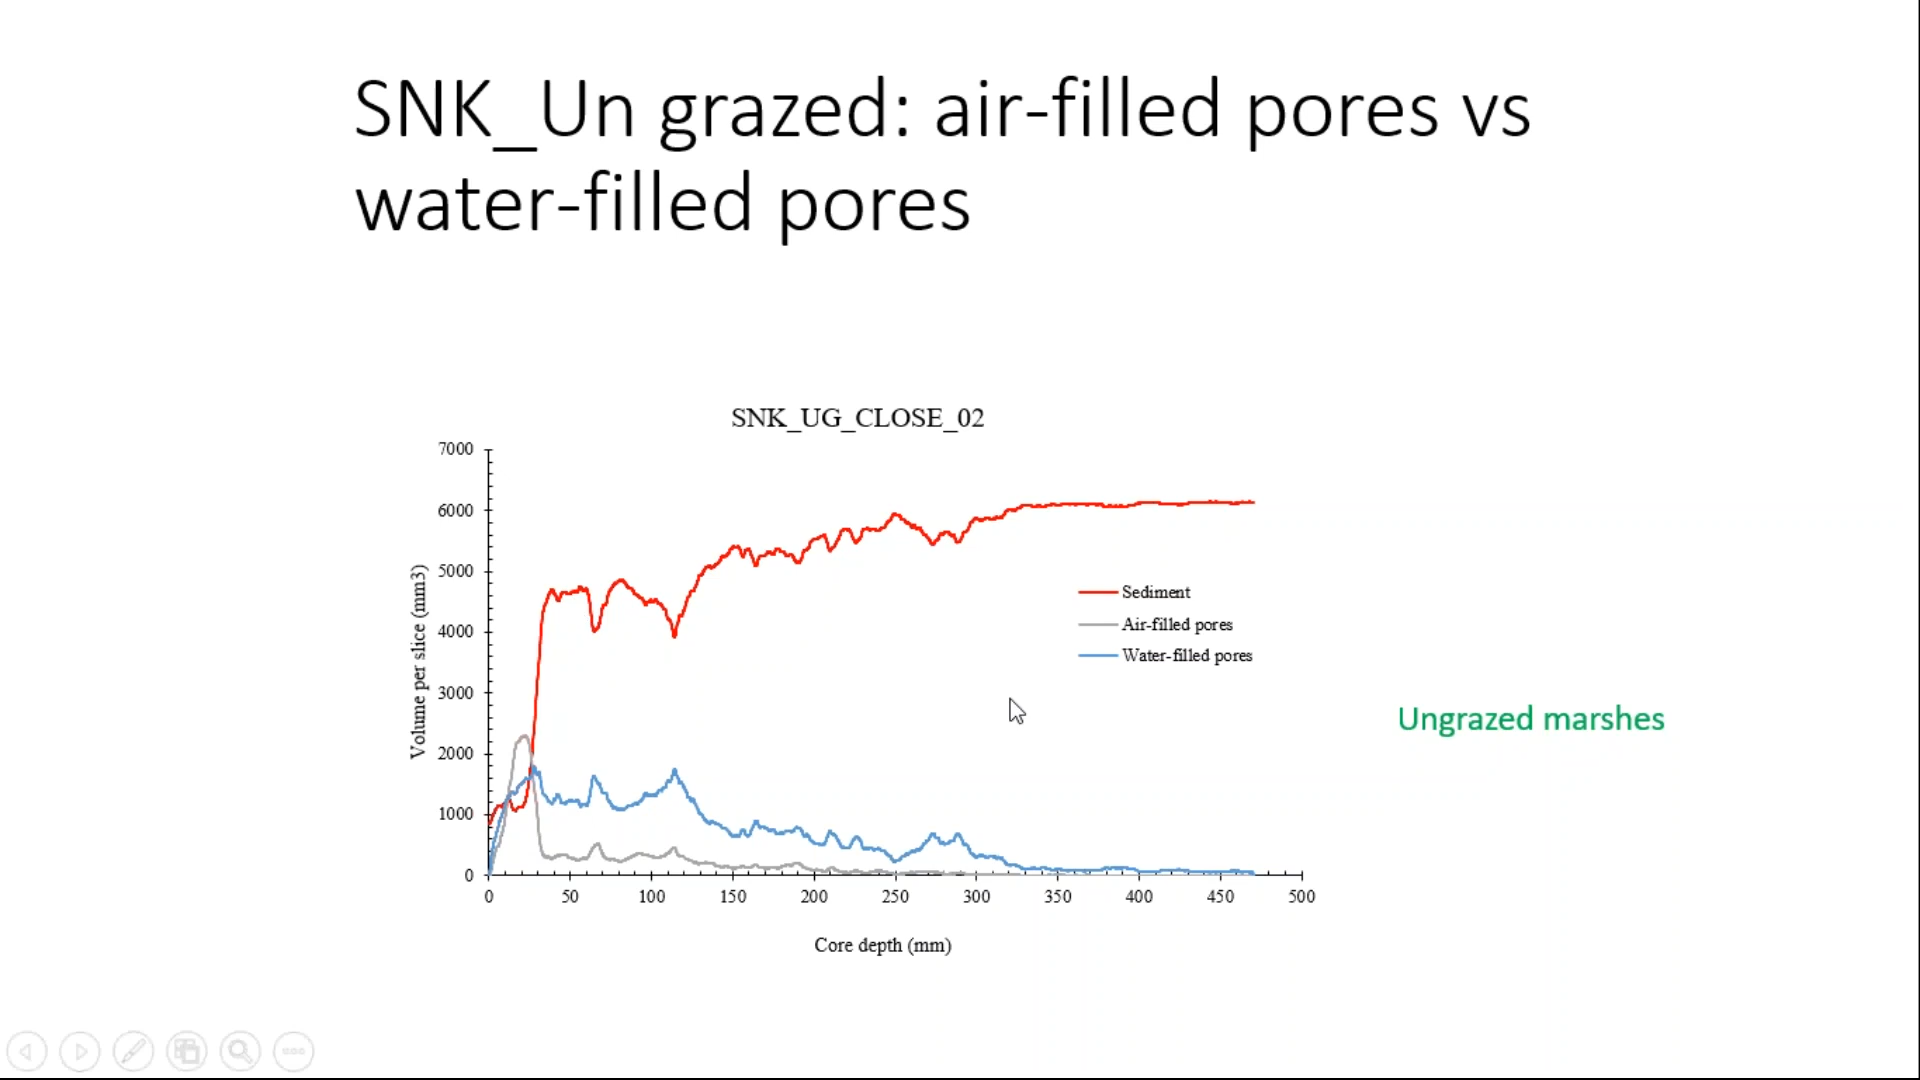 SNK_Un grazed: air-filled pores vs
water-filled pores
SNK_UG_CLOSE_02
7000
6000
5000
4000
3000
2000
1000
0
Volume per slice (mm3)
Sediment
Air-filled pores
Water-filled pores
0 50 100 150 200 250 300 350 400 450 500
Core depth (mm)
Ungrazed marshes